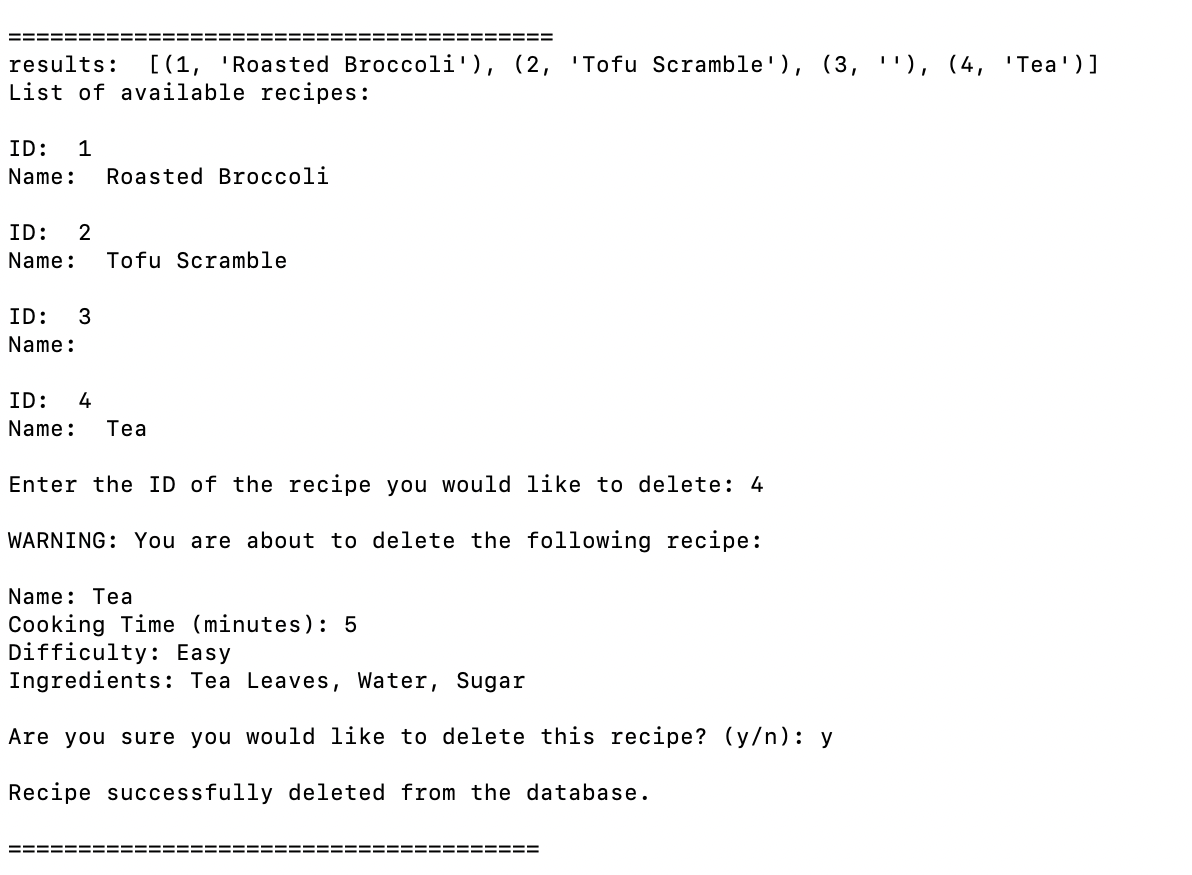 =======================================
results:  [(1, 'Roasted Broccoli'), (2, 'Tofu Scramble'), (3, ''), (4, 'Tea')]
List of available recipes:

ID:  1
Name:  Roasted Broccoli

ID:  2
Name:  Tofu Scramble

ID:  3
Name:

ID:  4
Name:  Tea

Enter the ID of the recipe you would like to delete: 4

WARNING: You are about to delete the following recipe:

Name: Tea
Cooking Time (minutes): 5
Difficulty: Easy
Ingredients: Tea Leaves, Water, Sugar

Are you sure you would like to delete this recipe? (y/n): y

Recipe successfully deleted from the database.

======================================